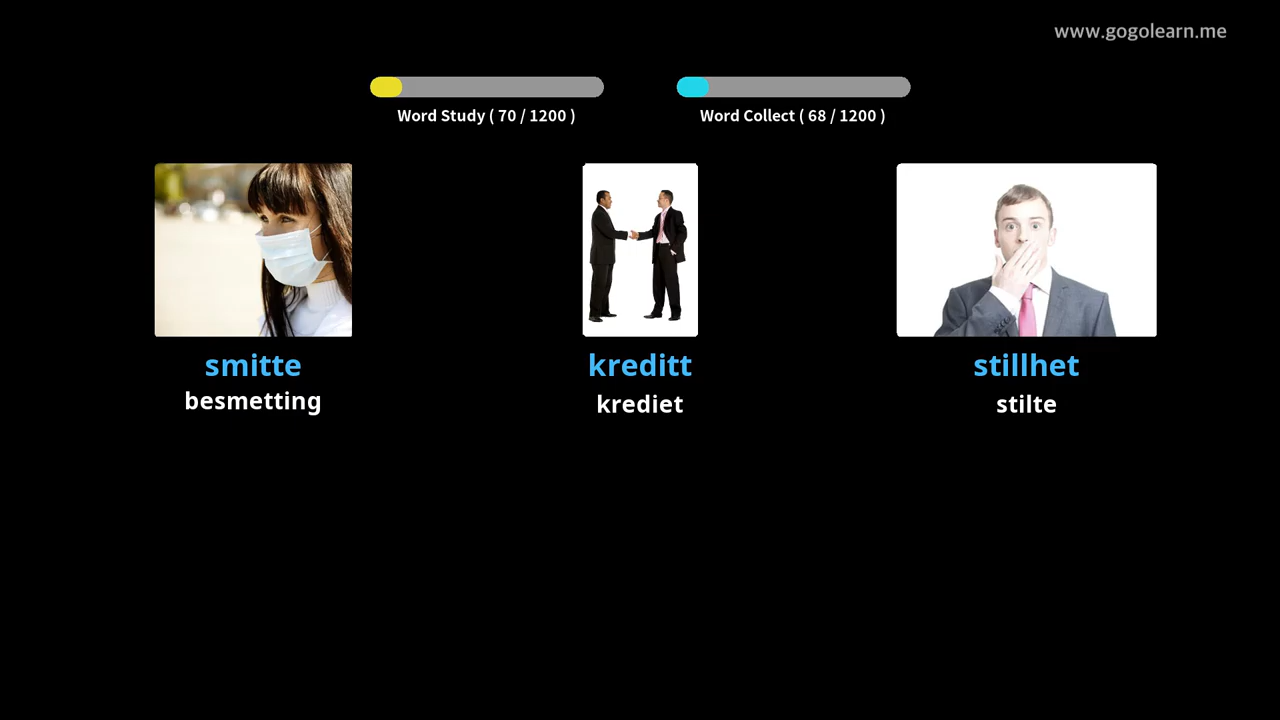 www.gogolearn.me
Word Study ( 70 / 1200 )
Word Collect ( 68 / 1200 )
smitte
besmetting
kreditt
krediet
stillhet
stilte